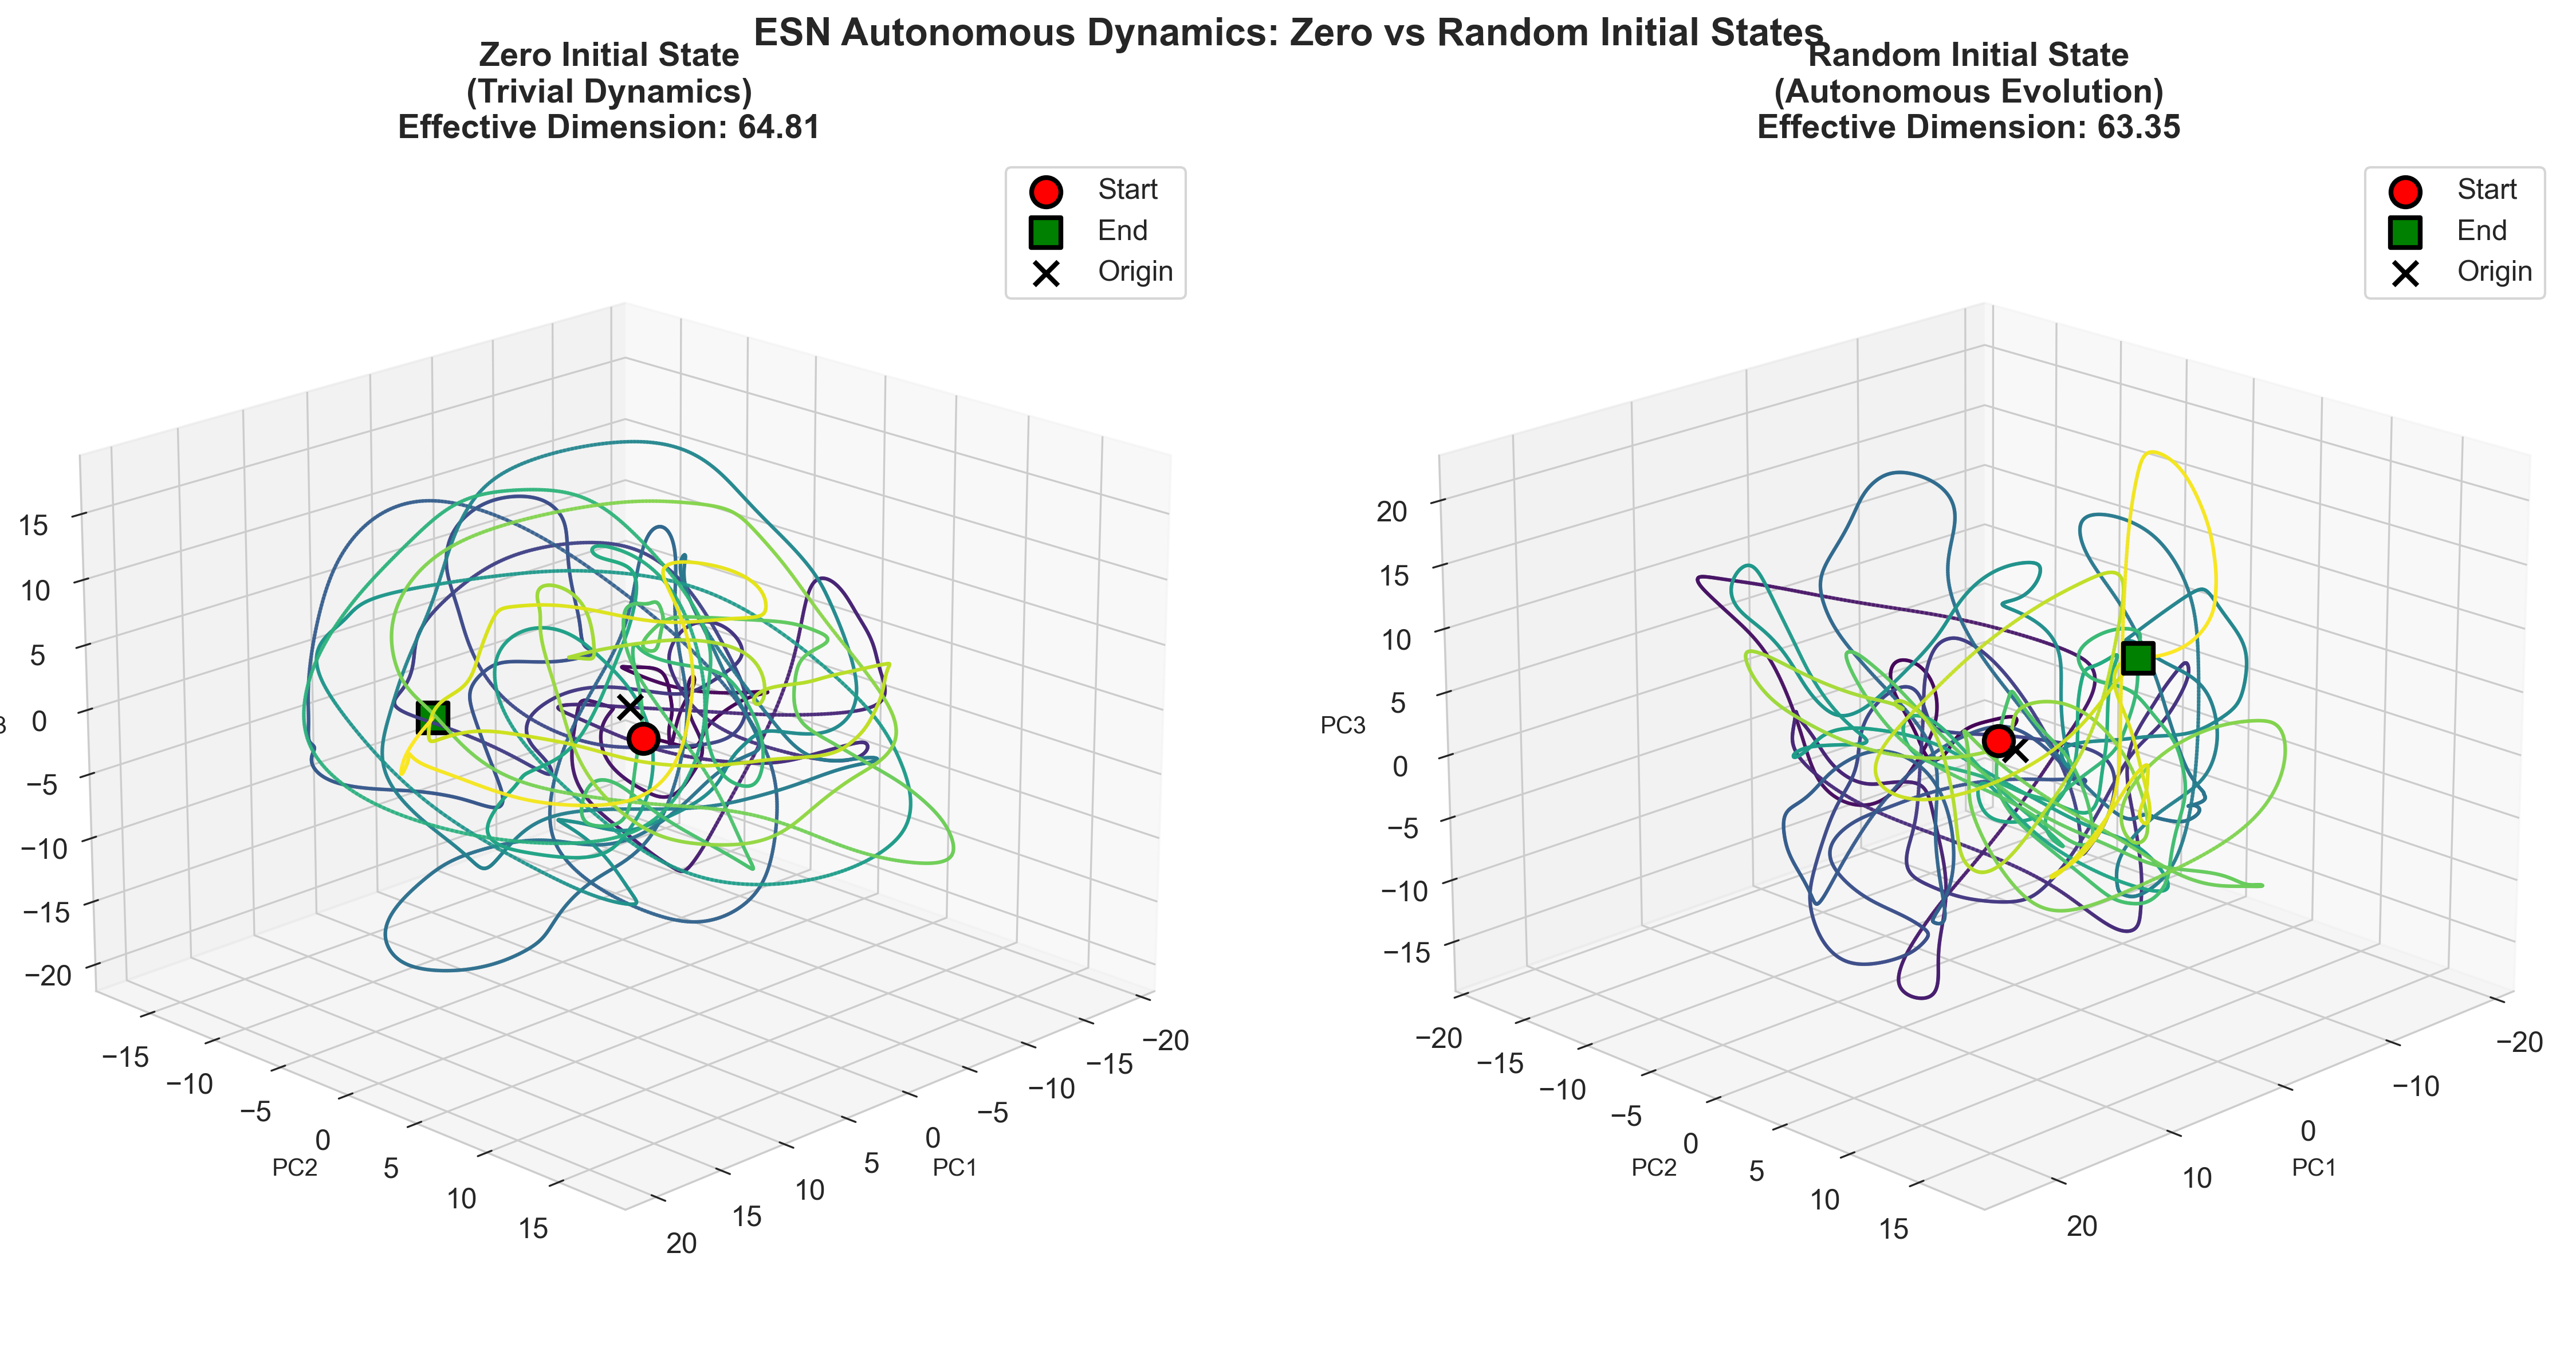 ESN Autonomous Dynamics: Zero vs Random Initial States
Zero Initial State
(Trivial Dynamics)
Effective Dimension: 64.81
Start
End
Origin
15
10
5
0
−5
−10
−15
−20
3
−15
−10
−5
0
5
10
15
PC2
−20
−15
−10
−5
0
5
10
15
20
PC1
Random Initial State
(Autonomous Evolution)
Effective Dimension: 63.35
Start
End
Origin
20
15
10
5
0
−5
−10
−15
PC3
−20
−15
−10
−5
0
5
10
15
PC2
−20
−10
0
10
20
PC1